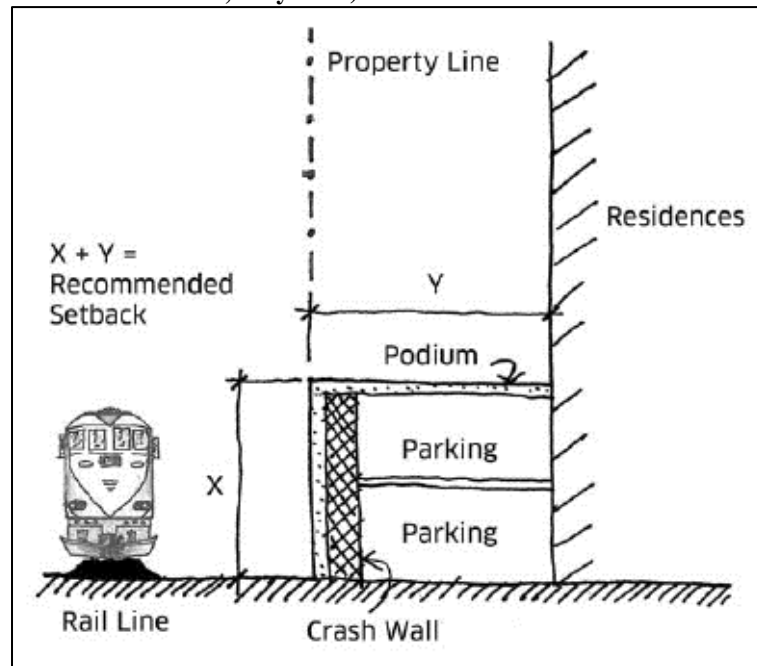 Property Line
Residences
X + Y =
Recommended
Setback
Y
Podium
X
Parking
Parking
Rail Line
Crash Wall